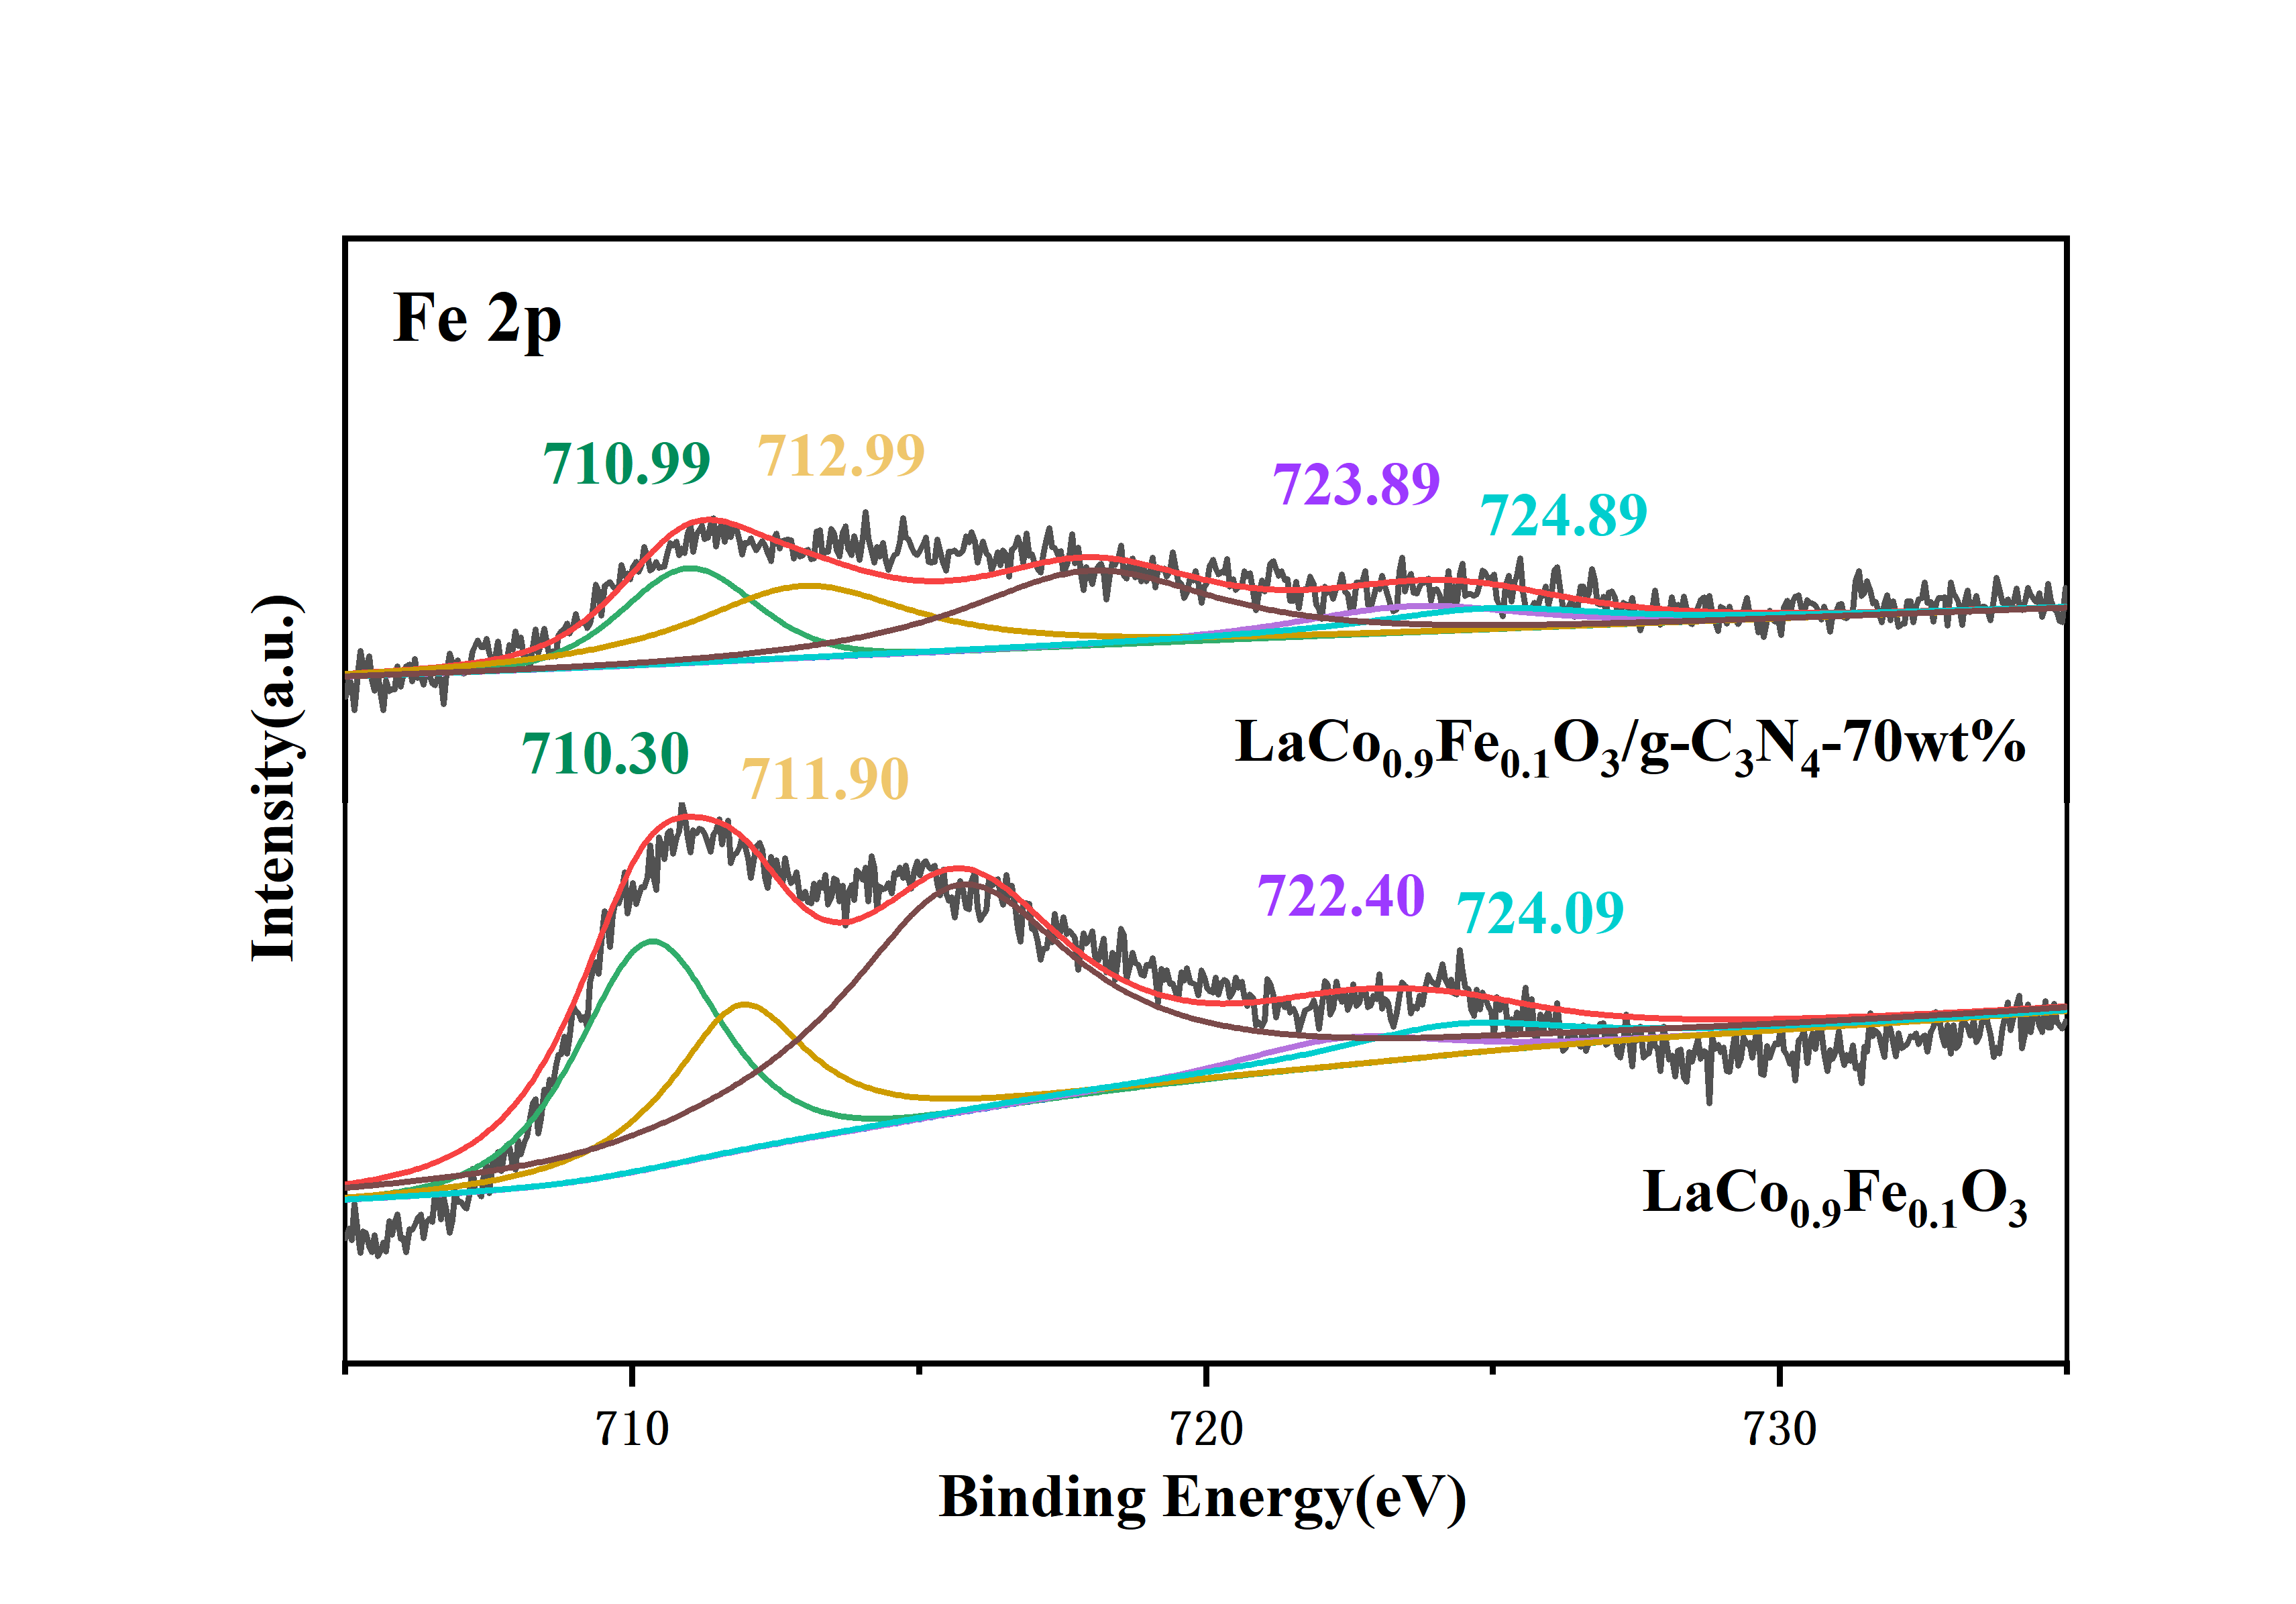 Fe 2p
710.99
712.99
723.89
724.89
LaCo0.9Fe0.1O3/g-C3N4-70wt%
710.30
711.90
722.40
724.09
LaCo0.9Fe0.1O3
Intensity(a.u.)
710
720
730
Binding Energy(eV)